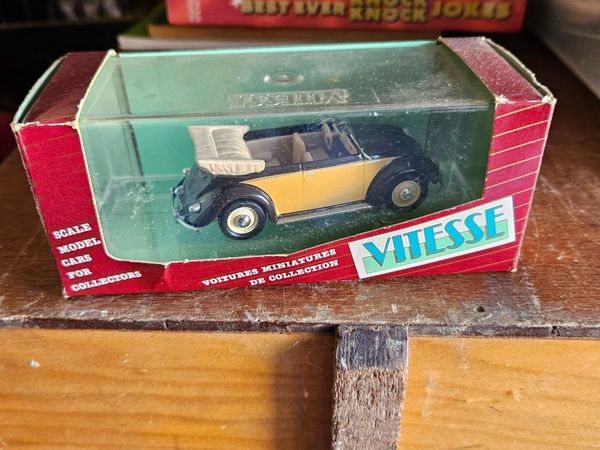 BEST EVER KNOCK
KNOCK JOKES
SCALE
MODEL
CARS
FOR
COLLECTORS
VOITURES MINIATURES
DE COLLECTION
VITESSE